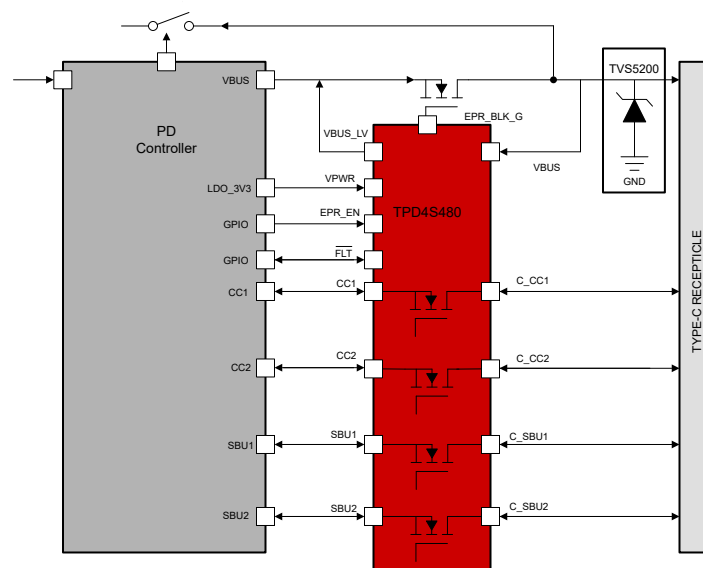 TVS5200
VBUS
EPR_BLK_G
PD
Controller
VBUS_LV
VBUS
GND
LDO_3V3
VPWR
TPD4S480
GPIO
EPR_EN
GPIO
FLT
CC1
CC1
C_CC1
CC2
CC2
C_CC2
SBU1
SBU1
C_SBU1
SBU2
SBU2
C_SBU2
TYPE-C RECEPTICLE